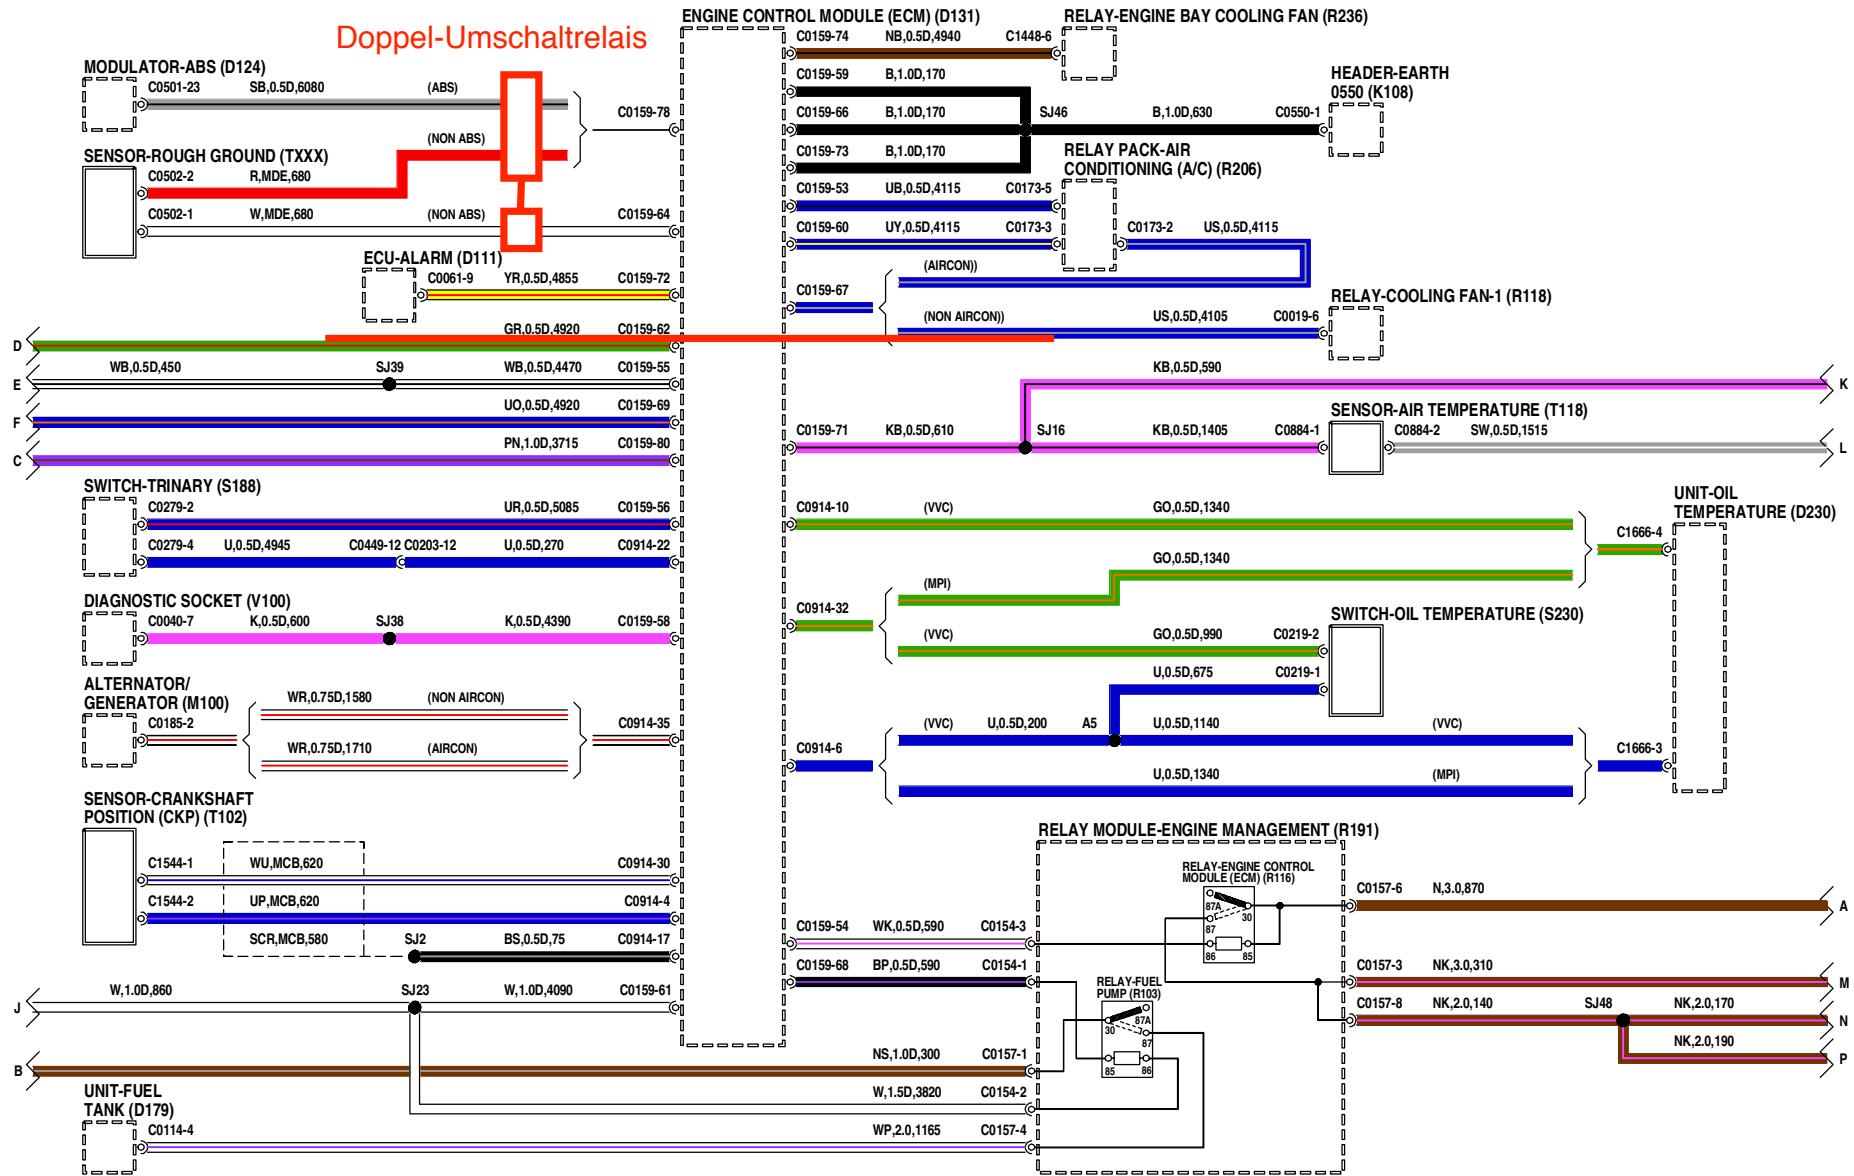 Doppel-Umschaltrelais
ENGINE CONTROL MODULE (ECM) (D131)
RELAY-ENGINE BAY COOLING FAN (R236)
C0159-74 NB,0.5D,4940 C1448-6
MODULATOR-ABS (D124)
C0501-23 SB,0.5D,6080 (ABS)
C0159-78
(NON ABS)
SENSOR-ROUGH GROUND (TXXX)
C0502-2 R,MDE,680
C0502-1 W,MDE,680 (NON ABS) C0159-64
C0159-59 B,1.0D,170
C0159-66 B,1.0D,170 SJ46 B,1.0D,630 C0550-1
C0159-73 B,1.0D,170
HEADER-EARTH
0550 (K108)
RELAY PACK-AIR
CONDITIONING (A/C) (R206)
C0159-53 UB,0.5D,4115 C0173-5
C0159-60 UY,0.5D,4115 C0173-3
C0173-2 US,0.5D,4115
ECU-ALARM (D111)
C0061-9 YR,0.5D,4855 C0159-72
(AIRCON))
C0159-67
(NON AIRCON)) US,0.5D,4105 C0019-6
RELAY-COOLING FAN-1 (R118)
D GR,0.5D,4920 C0159-62
E WB,0.5D,450 SJ39 WB,0.5D,4470 C0159-55
F UO,0.5D,4920 C0159-69
C PN,1.0D,3715 C0159-80
KB,0.5D,590 K
C0159-71 KB,0.5D,610 SJ16 KB,0.5D,1405 C0884-1
SENSOR-AIR TEMPERATURE (T118)
C0884-2 SW,0.5D,1515 L
SWITCH-TRINARY (S188)
C0279-2 UR,0.5D,5085 C0159-56
C0279-4 U,0.5D,4945 C0449-12 C0203-12 U,0.5D,270 C0914-22
C0914-10 (VVC) GO,0.5D,1340
UNIT-OIL
TEMPERATURE (D230)
C1666-4
GO,0.5D,1340
(MPI)
C0914-32
(VVC) GO,0.5D,990 C0219-2
SWITCH-OIL TEMPERATURE (S230)
U,0.5D,675 C0219-1
DIAGNOSTIC SOCKET (V100)
C0040-7 K,0.5D,600 SJ38 K,0.5D,4390 C0159-58
ALTERNATOR/
GENERATOR (M100)
C0185-2
WR,0.75D,1580 (NON AIRCON)
WR,0.75D,1710 (AIRCON)
C0914-35
(VVC) U,0.5D,200 A5 U,0.5D,1140 (VVC)
C0914-6
U,0.5D,1340 (MPI)
C1666-3
SENSOR-CRANKSHAFT
POSITION (CKP) (T102)
C1544-1 WU,MCB,620 C0914-30
C1544-2 UP,MCB,620 C0914-4
SCR,MCB,580 SJ2 BS,0.5D,75 C0914-17
RELAY MODULE-ENGINE MANAGEMENT (R191)
RELAY-ENGINE CONTROL
MODULE (ECM) (R116)
87A
30
87
86 85
C0157-6 N,3.0,870 A
C0159-54 WK,0.5D,590 C0154-3
C0159-68 BP,0.5D,590 C0154-1
RELAY-FUEL
PUMP (R103)
87A
30
87
85 86
C0157-3 NK,3.0,310 M
C0157-8 NK,2.0,140 SJ48 NK,2.0,170 N
NK,2.0,190 P
J W,1.0D,860 SJ23 W,1.0D,4090 C0159-61
B NS,1.0D,300 C0157-1
W,1.5D,3820 C0154-2
UNIT-FUEL
TANK (D179)
C0114-4 WP,2.0,1165 C0157-4